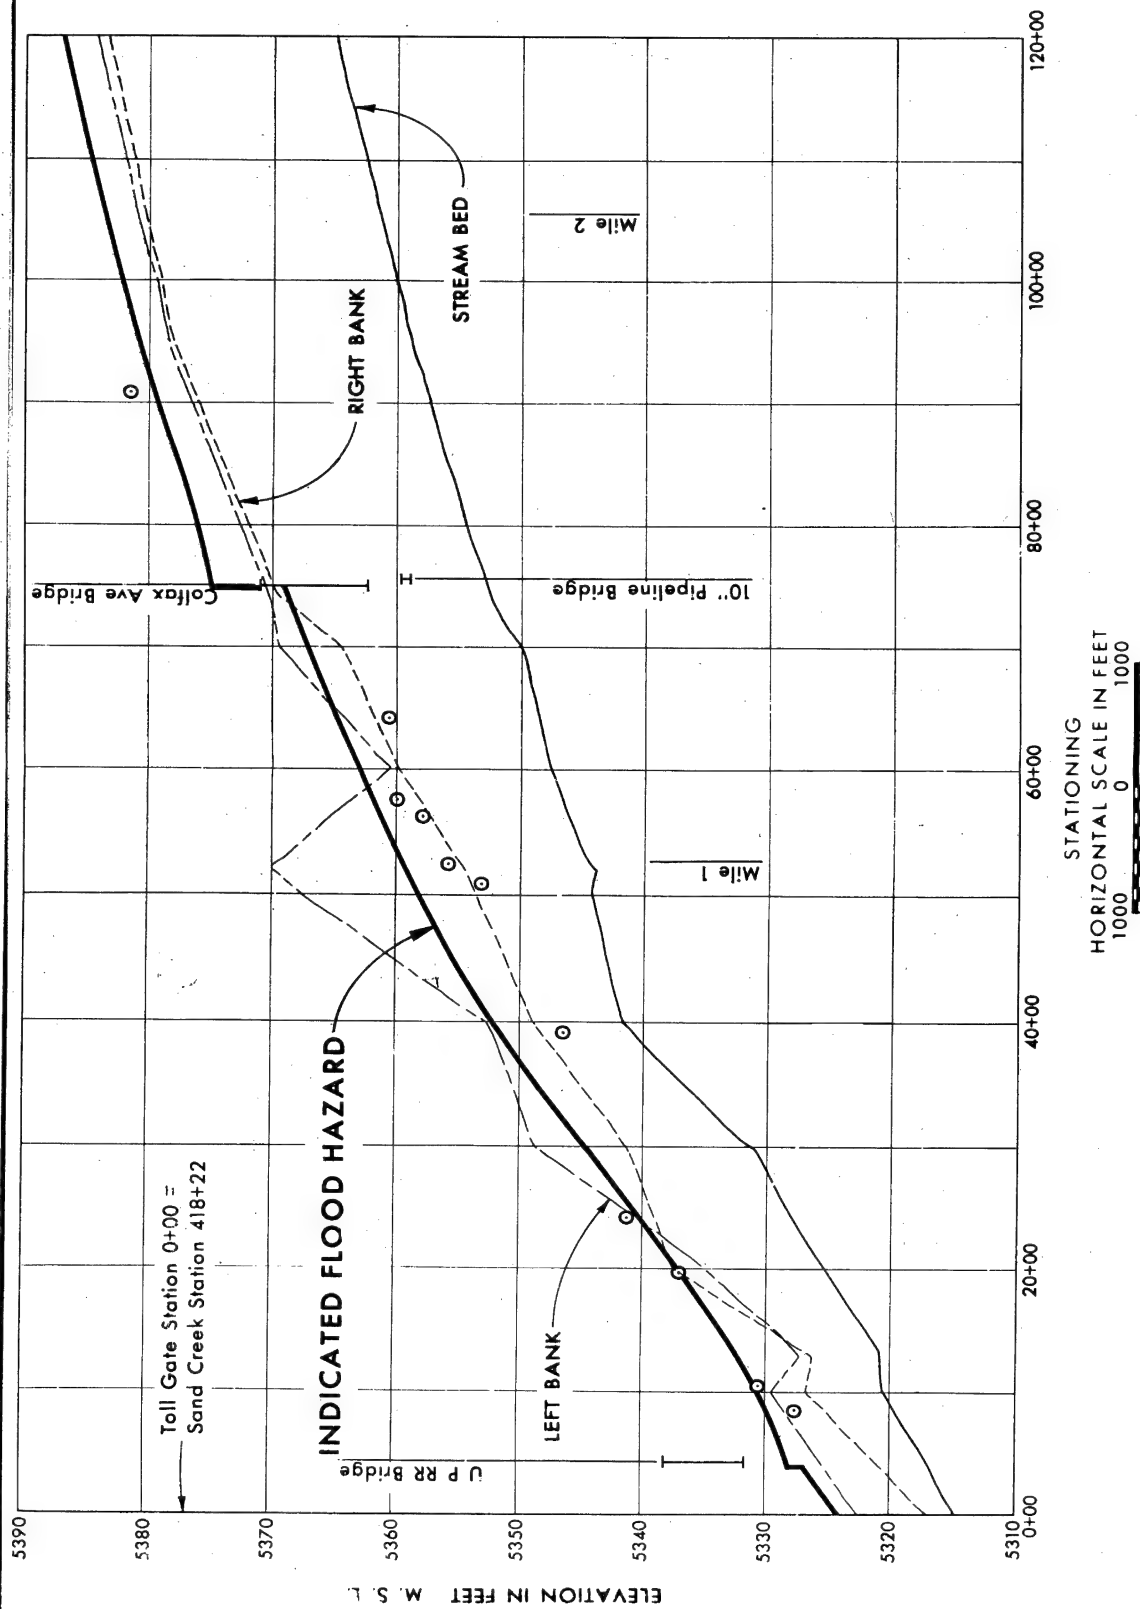 Toll Gate Station 0+00 =
Sand Creek Station 418+22
INDICATED FLOOD HAZARD
LEFT BANK
RIGHT BANK
STREAM BED
U P RR Bridge
Colfax Ave Bridge
10" Pipeline Bridge
Mile 1
Mile 2
ELEVATION IN FEET M. S. L.
5390
5380
5370
5360
5350
5340
5330
5320
5310
0+00
20+00
40+00
60+00
80+00
100+00
120+00
STATIONING
HORIZONTAL SCALE IN FEET
1000 0 1000